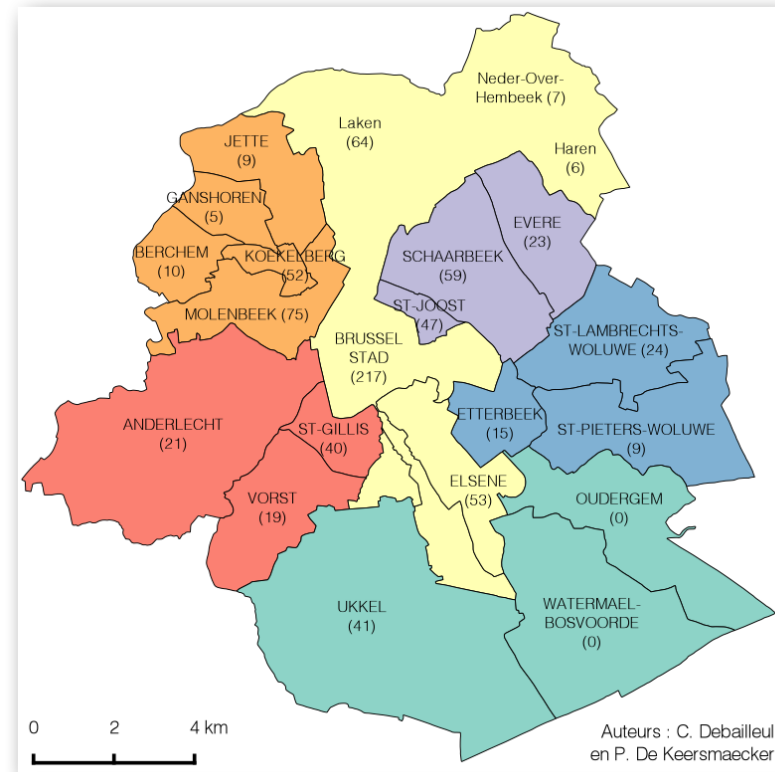 Neder-Over-
Hembeek (7)
Laken
(64)
Haren
(6)
JETTE
(9)
GANSHOREN
(5)
EVERE
(23)
BERCHEM
(10)
KOEKELBERG
(52)
SCHAARBEEK
(59)
MOLENBEEK (75)
ST-JOOST
(47)
ST-LAMBRECHTS-
WOLUWE (24)
BRUSSEL
STAD
(217)
ANDERLECHT
(21)
ST-GILLIS
(40)
ETTERBEEK
(15)
ST-PIETERS-WOLUWE
(9)
VORST
(19)
ELSENE
(53)
OUDERGEM
(0)
UKKEL
(41)
WATERMAEL-
BOSVOORDE
(0)
0 2 4 km
Auteurs : C. Debailleul
en P. De Keersmaecker